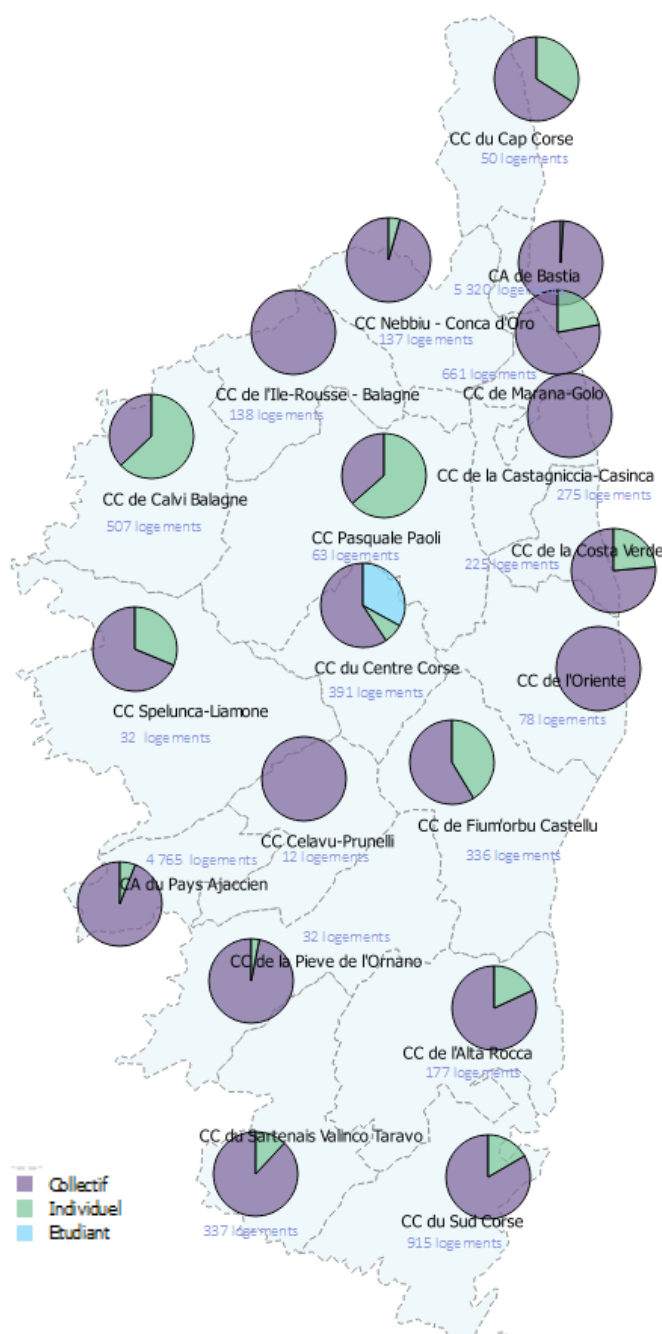 CC du Cap Corse
50 logements
CA de Bastia
5 320 logements
CC Nebbiu - Conca d'Oro
137 logements
661 logements
CC de Marana-Golo
CC de l'Ile-Rousse - Balagne
138 logements
CC de la Castagniccia-Casinca
275 logements
CC de Calvi Balagne
507 logements
CC Pasquale Paoli
63 logements
CC de la Costa Verde
225 logements
CC du Centre Corse
391 logements
CC de l'Oriente
78 logements
CC Spelunca-Liamone
32 logements
CC de Fium'orbu Castellu
336 logements
CC Celavu-Prunelli
12 logements
4 765 logements
CA du Pays Ajaccien
32 logements
CC de la Pieve de l'Ornano
CC de l'Alta Rocca
177 logements
CC du Sartenais Valinco Taravo
337 logements
CC du Sud Corse
915 logements
Collectif
Individuel
Etudiant